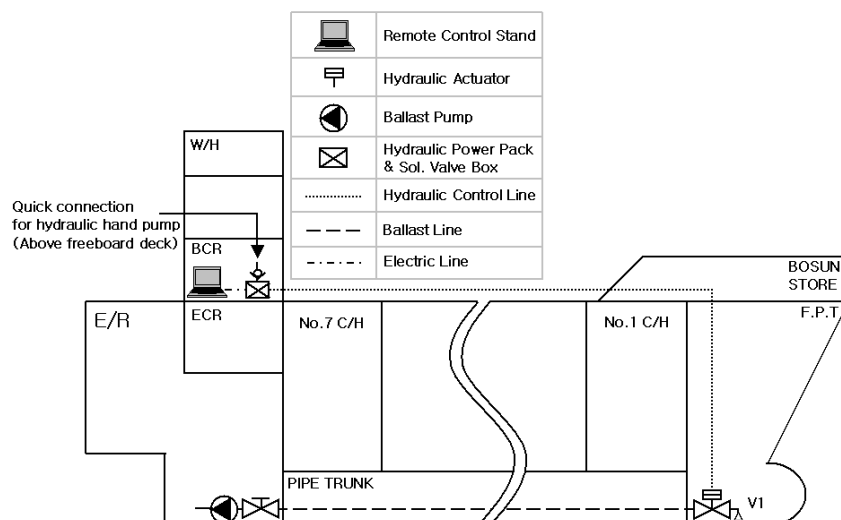 Remote Control Stand
Hydraulic Actuator
Ballast Pump
Hydraulic Power Pack
& Sol. Valve Box
Hydraulic Control Line
Ballast Line
Electric Line
W/H
Quick connection
for hydraulic hand pump
(Above freeboard deck)
BCR
BOSUN
STORE
E/R
ECR
No.7 C/H
No.1 C/H
F.P.T
PIPE TRUNK
V1